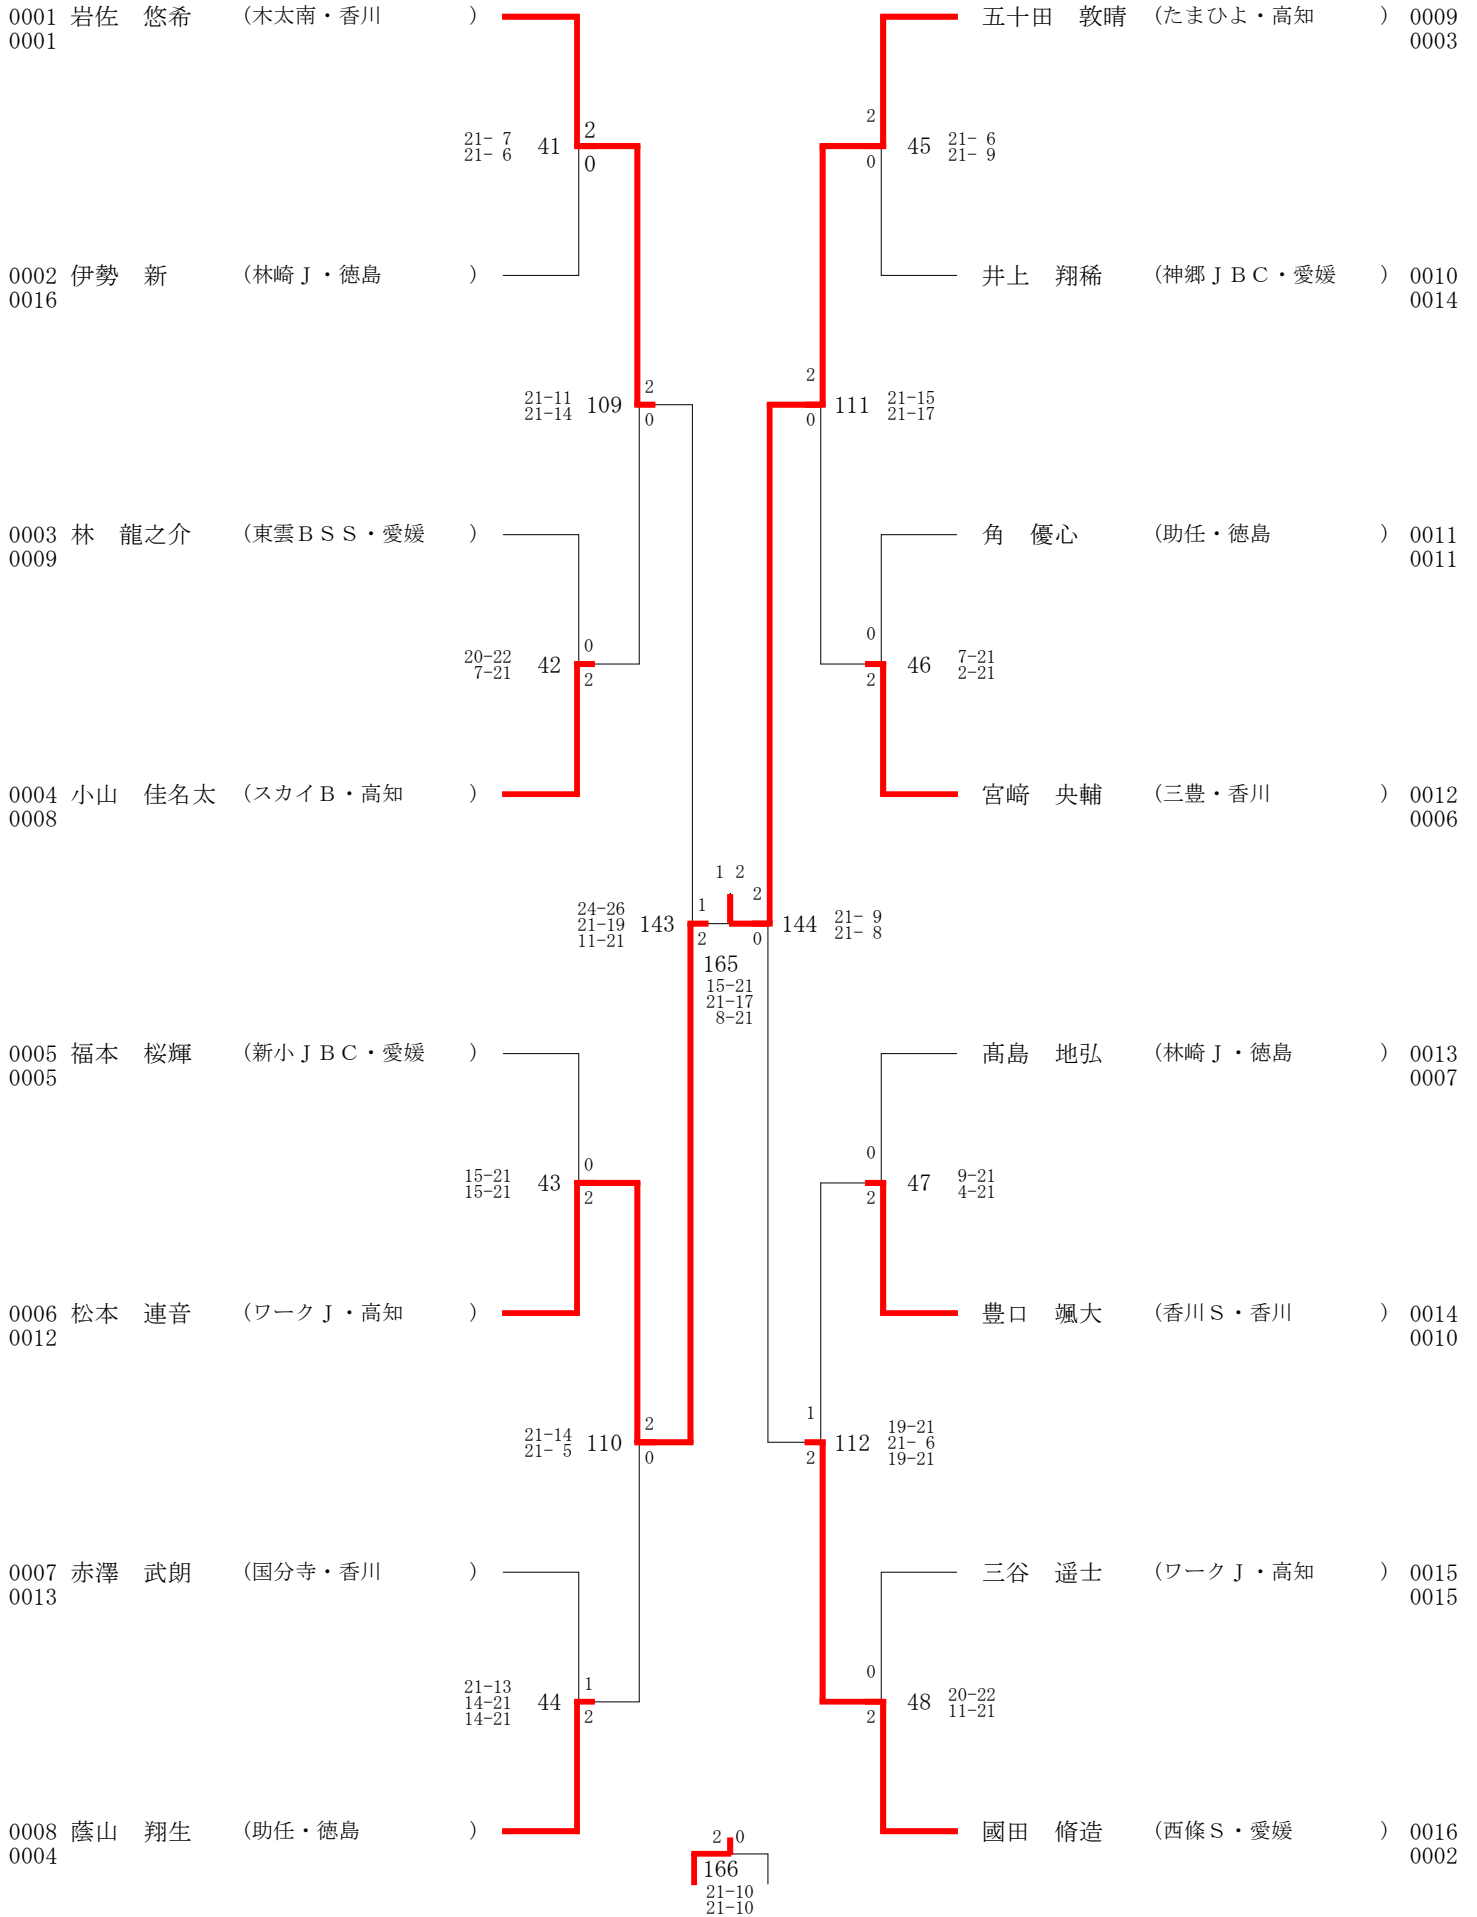 0001 岩佐　悠希 （木太南・香川 ） 五十田　敦晴 （たまひよ・高知 ） 0009
0001 0003
2 2
21- 7 41 45 21- 6
21- 6 0 0 21- 9
0002 伊勢　新 （林崎Ｊ・徳島 ） 井上　翔稀 （神郷ＪＢＣ・愛媛 ） 0010
0016 0014
2 2
21-11 109 111 21-15
21-14 0 0 21-17
0003 林　龍之介 （東雲ＢＳＳ・愛媛 ） 角　優心 （助任・徳島 ） 0011
0009 0011
0 0
20-22 42 46 7-21
7-21 2 2 2-21
0004 小山　佳名太 （スカイＢ・高知 ） 宮﨑　央輔 （三豊・香川 ） 0012
0008 0006
1 2
1 2
24-26
21-19 143 144 21- 9
11-21 2 0 21- 8
165
15-21
21-17
8-21
0005 福本　桜輝 （新小ＪＢＣ・愛媛 ） 髙島　地弘 （林崎Ｊ・徳島 ） 0013
0005 0007
0 0
15-21 43 47 9-21
15-21 2 2 4-21
0006 松本　連音 （ワークＪ・高知 ） 豊口　颯大 （香川Ｓ・香川 ） 0014
0012 0010
2 1
21-14 110 112 19-21
21- 5 0 2 21- 6
19-21
0007 赤澤　武朗 （国分寺・香川 ） 三谷　遥士 （ワークＪ・高知 ） 0015
0013 0015
1 0
21-13
14-21 44 48 20-22
14-21 2 2 11-21
0008 蔭山　翔生 （助任・徳島 ） 國田　脩造 （西條Ｓ・愛媛 ） 0016
0004 0002
2 0
166
21-10
21-10